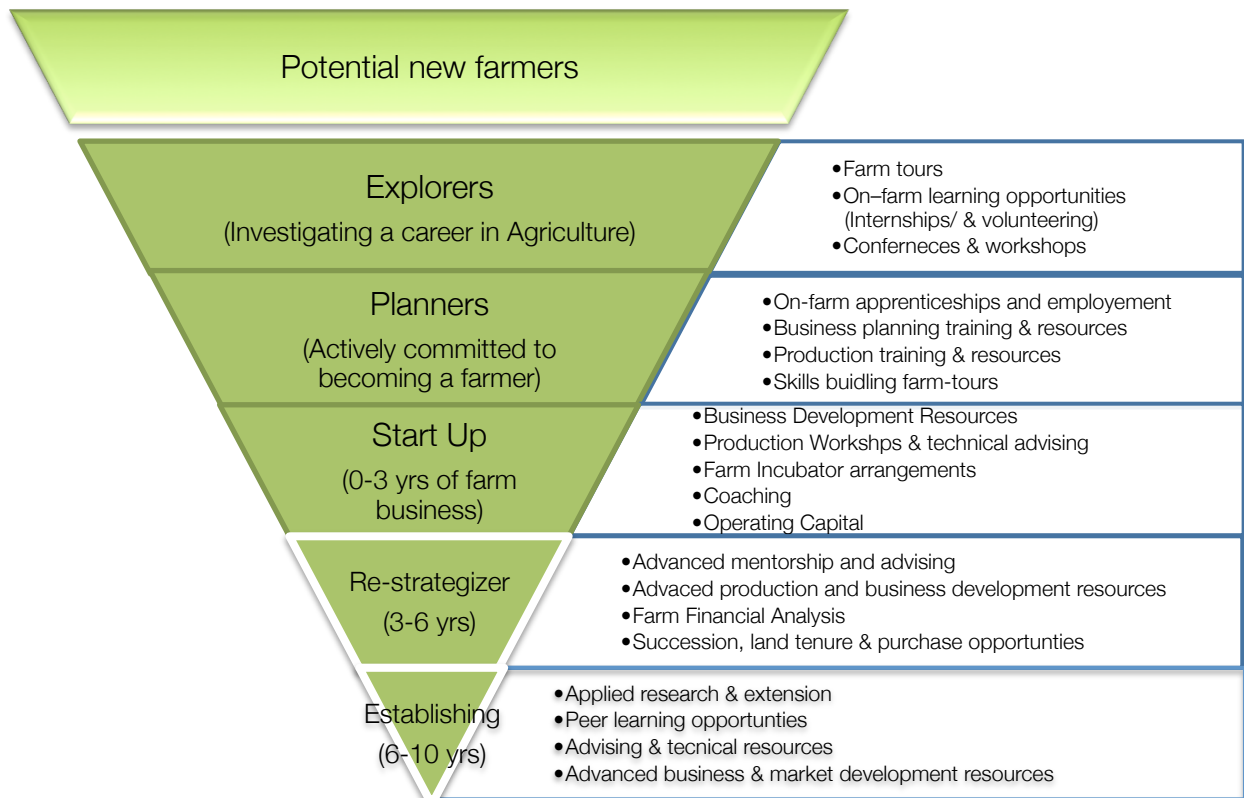 Potential new farmers
Explorers
(Investigating a career in Agriculture)
•Farm tours
•On–farm learning opportunities
(Internships/ & volunteering)
•Conferneces & workshops
Planners
(Actively committed to
becoming a farmer)
•On-farm apprenticeships and employement
•Business planning training & resources
•Production training & resources
•Skills buidling farm-tours
Start Up
(0-3 yrs of farm
business)
•Business Development Resources
•Production Workshps & technical advising
•Farm Incubator arrangements
•Coaching
•Operating Capital
Re-strategizer
(3-6 yrs)
•Advanced mentorship and advising
•Advaced production and business development resources
•Farm Financial Analysis
•Succession, land tenure & purchase opportunties
Establishing
(6-10 yrs)
•Applied research & extension
•Peer learning opportunties
•Advising & tecnical resources
•Advanced business & market development resources